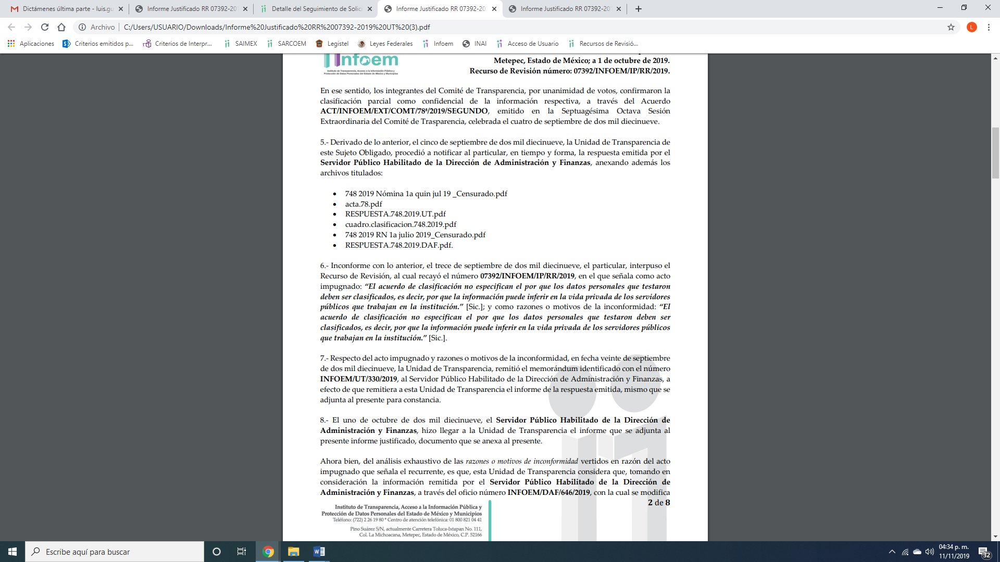 Dictámenes última parte - luis.gu
Informe Justificado RR 07392-20
Detalle del Seguimiento de Solici
Informe Justificado RR 07392-20
Informe Justificado RR 07392-20
Archivo
C:/Users/USUARIO/Downloads/Informe%20Justificado%20RR%2007392-2019%20UT%20(3).pdf
L
Aplicaciones
Criterios emitidos p...
Criterios de Interpr...
SAIMEX
SARCOEM
Legistel
Leyes Federales
Infoem
INAI
Acceso de Usuario
Recursos de Revisió...
infoem
Instituto de Transparencia, Acceso a la Información Pública y
Protección de Datos Personales del Estado de México y Municipios
Metepec, Estado de México; a 1 de octubre de 2019.
Recurso de Revisión número: 07392/INFOEM/IP/RR/2019.
En ese sentido, los integrantes del Comité de Transparencia, por unanimidad de votos, confirmaron la
clasificación parcial como confidencial de la información respectiva, a través del Acuerdo
ACT/INFOEM/EXT/COMT/78ª/2019/SEGUNDO, emitido en la Septuagésima Octava Sesión
Extraordinaria del Comité de Trasparencia, celebrada el cuatro de septiembre de dos mil diecinueve.
5.- Derivado de lo anterior, el cinco de septiembre de dos mil diecinueve, la Unidad de Transparencia de
este Sujeto Obligado, procedió a notificar al particular, en tiempo y forma, la respuesta emitida por el
Servidor Público Habilitado de la Dirección de Administración y Finanzas, anexando además los
archivos titulados:
• 748 2019 Nómina 1a quin jul 19 _Censurado.pdf
• acta.78.pdf
• RESPUESTA.748.2019.UT.pdf
• cuadro.clasificacion.748.2019.pdf
• 748 2019 RN 1a julio 2019_Censurado.pdf
• RESPUESTA.748.2019.DAF.pdf.
6.- Inconforme con lo anterior, el trece de septiembre de dos mil diecinueve, el particular, interpuso el
Recurso de Revisión, al cual recayó el número 07392/INFOEM/IP/RR/2019, en el que señala como acto
impugnado: “El acuerdo de clasificación no especifican el por que los datos personales que testaron
deben ser clasificados, es decir, por que la información puede inferir en la vida privada de los servidores
públicos que trabajan en la institución.” [Sic.]; y como razones o motivos de la inconformidad: “El
acuerdo de clasificación no especifican el por que los datos personales que testaron deben ser
clasificados, es decir, por que la información puede inferir en la vida privada de los servidores públicos
que trabajan en la institución.” [Sic.].
7.- Respecto del acto impugnado y razones o motivos de la inconformidad, en fecha veinte de septiembre
de dos mil diecinueve, la Unidad de Transparencia, remitió el memorándum identificado con el número
INFOEM/UT/330/2019, al Servidor Público Habilitado de la Dirección de Administración y Finanzas, a
efecto de que remitiera a esta Unidad de Transparencia el informe de la respuesta emitida, mismo que se
adjunta al presente para constancia.
8.- El uno de octubre de dos mil diecinueve, el Servidor Público Habilitado de la Dirección de
Administración y Finanzas, hizo llegar a la Unidad de Transparencia el informe que se adjunta al
presente informe justificado, documento que se anexa al presente.
Ahora bien, del análisis exhaustivo de las razones o motivos de inconformidad vertidos en razón del acto
impugnado que señala el recurrente, es que, esta Unidad de Transparencia considera que, tomando en
consideración la información remitida por el Servidor Público Habilitado de la Dirección de
Administración y Finanzas, a través del oficio número INFOEM/DAF/646/2019, con la cual se modifica
2 de 8
Instituto de Transparencia, Acceso a la Información Pública y
Protección de Datos Personales del Estado de México y Municipios
Teléfono: (722) 2 26 19 80 * Centro de atención telefónica: 01 800 821 04 41
Pino Suárez S/N, actualmente Carretera Toluca-Ixtapan No. 111,
Col. La Michoacana, Metepec, Estado de México, C.P. 52166
Escribe aquí para buscar
04:34 p. m.
11/11/2019
32